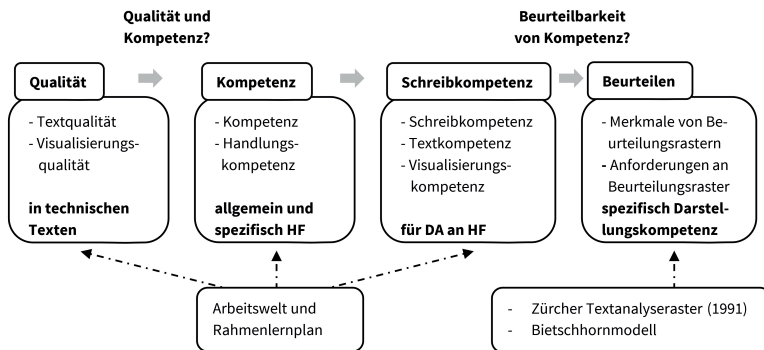 Qualität und
Kompetenz?
Beurteilbarkeit
von Kompetenz?
Qualität
- Textqualität
- Visualisierungs-
qualität
in technischen
Texten
Kompetenz
- Kompetenz
- Handlungs-
kompetenz
allgemein und
spezifisch HF
Schreibkompetenz
- Schreibkompetenz
- Textkompetenz
- Visualisierungs-
kompetenz
für DA an HF
Beurteilen
- Merkmale von Be-
urteilungsrastern
- Anforderungen an
Beurteilungsraster
spezifisch Darstel-
lungskompetenz
Arbeitswelt und
Rahmenlernplan
- Zürcher Textanalyseraster (1991)
- Bietschhornmodell